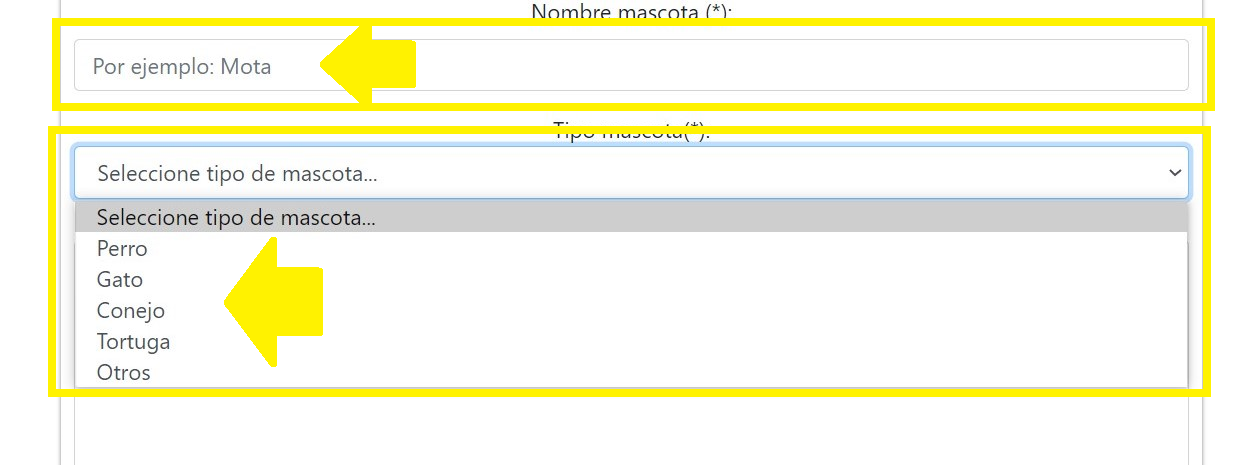 Nombre mascota (*):
Por ejemplo: Mota
Tipo mascota(*):
Seleccione tipo de mascota...
Seleccione tipo de mascota...
Perro
Gato
Conejo
Tortuga
Otros